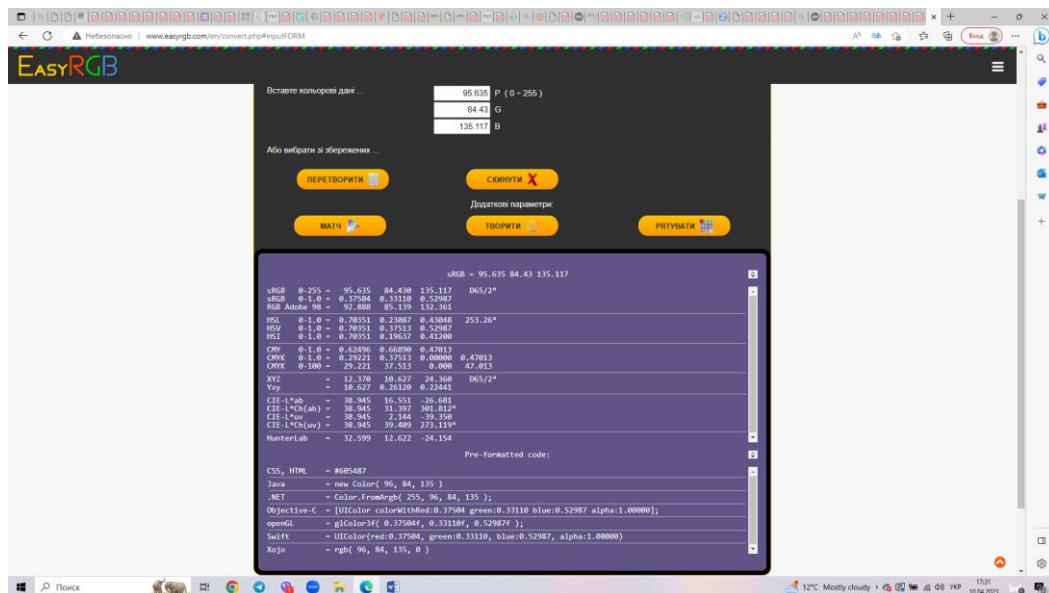 Небезопасно | www.easyrgb.com/en/convert.php#inputFORM
Вход
EASYRGB
Вставте кольорові дані ...
95.635 Р ( 0 ÷ 255 )
84.43 G
135.117 B
Або вибрати зі збережених ...
ПЕРЕТВОРИТИ СКИНУТИ
Додаткові параметри:
МАТЧ ТВОРИТИ РЯТУВАТИ
sRGB = 95.635 84.43 135.117
sRGB 0-255 = 95.635 84.430 135.117 D65/2°
sRGB 0-1.0 = 0.37504 0.33110 0.52987
RGB Adobe 98 = 92.888 85.139 132.361
HSL 0-1.0 = 0.70351 0.23087 0.43048 253.26°
HSV 0-1.0 = 0.70351 0.37513 0.52987
HSI 0-1.0 = 0.70351 0.19637 0.41200
CMY 0-1.0 = 0.62496 0.66890 0.47013
CMYK 0-1.0 = 0.29221 0.37513 0.00000 0.47013
CMYK 0-100 = 29.221 37.513 0.000 47.013
XYZ = 12.370 10.627 24.360 D65/2°
Yxy = 10.627 0.26120 0.22441
CIE-L*ab = 38.945 16.551 -26.681
CIE-L*Ch(ab) = 38.945 31.397 301.812°
CIE-L*uv = 38.945 2.144 -39.350
CIE-L*Ch(uv) = 38.945 39.409 273.119°
HunterLab = 32.599 12.622 -24.154
Pre-formatted code:
CSS, HTML = #605487
Java = new Color( 96, 84, 135 )
.NET = Color.FromArgb( 255, 96, 84, 135 );
Objective-C = [UIColor colorWithRed:0.37504 green:0.33110 blue:0.52987 alpha:1.00000];
openGL = glColor3f( 0.37504f, 0.33110f, 0.52987f );
Swift = UIColor(red:0.37504, green:0.33110, blue:0.52987, alpha:1.00000)
Xojo = rgb( 96, 84, 135, 0 )
Поиск
12°C Mostly cloudy
УКР
17:31
10.04.2023